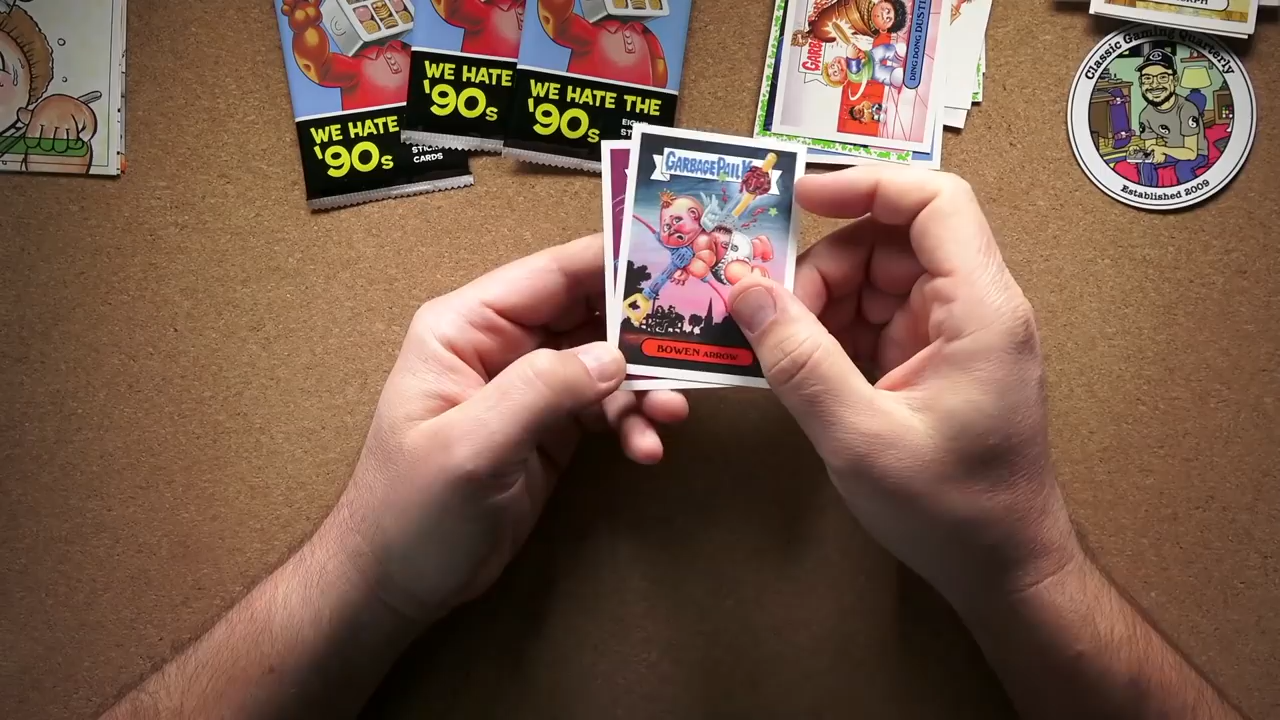 WE HATE
'90s
STICKER
CARDS
WE HATE
'90s
WE HATE THE
'90s
GARBAGE PAIL
BOWEN ARROW
DING DONG DUSTI
Classic Gaming Quarterly
Established 2009